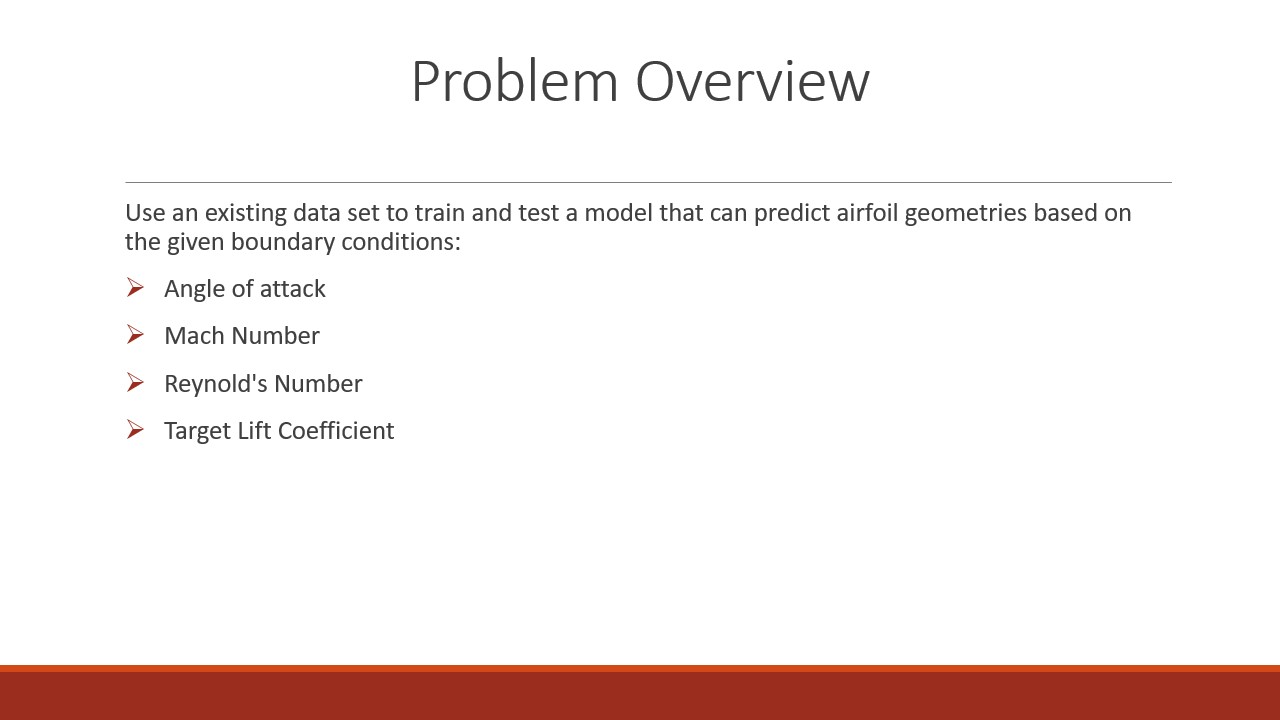 Problem Overview
Use an existing data set to train and test a model that can predict airfoil geometries based on
the given boundary conditions:
Angle of attack
Mach Number
Reynold's Number
Target Lift Coefficient